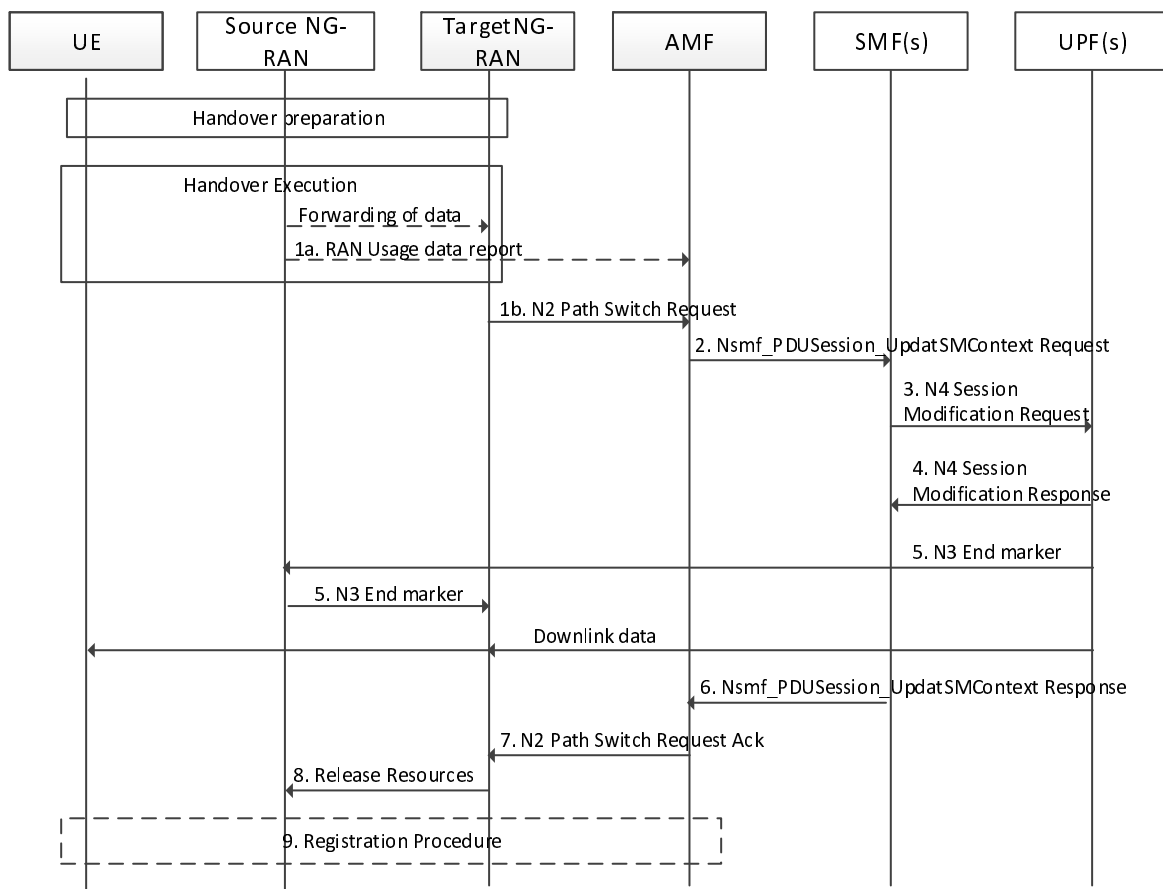 UE
Source NG-
RAN
TargetNG-
RAN
AMF
SMF(s)
UPF(s)
Handover preparation
Handover Execution
Forwarding of data
1a. RAN Usage data report
1b. N2 Path Switch Request
2. Nsmf_PDUSession_UpdatSMContext Request
3. N4 Session
Modification Request
4. N4 Session
Modification Response
5. N3 End marker
5. N3 End marker
Downlink data
6. Nsmf_PDUSession_UpdatSMContext Response
7. N2 Path Switch Request Ack
8. Release Resources
9. Registration Procedure